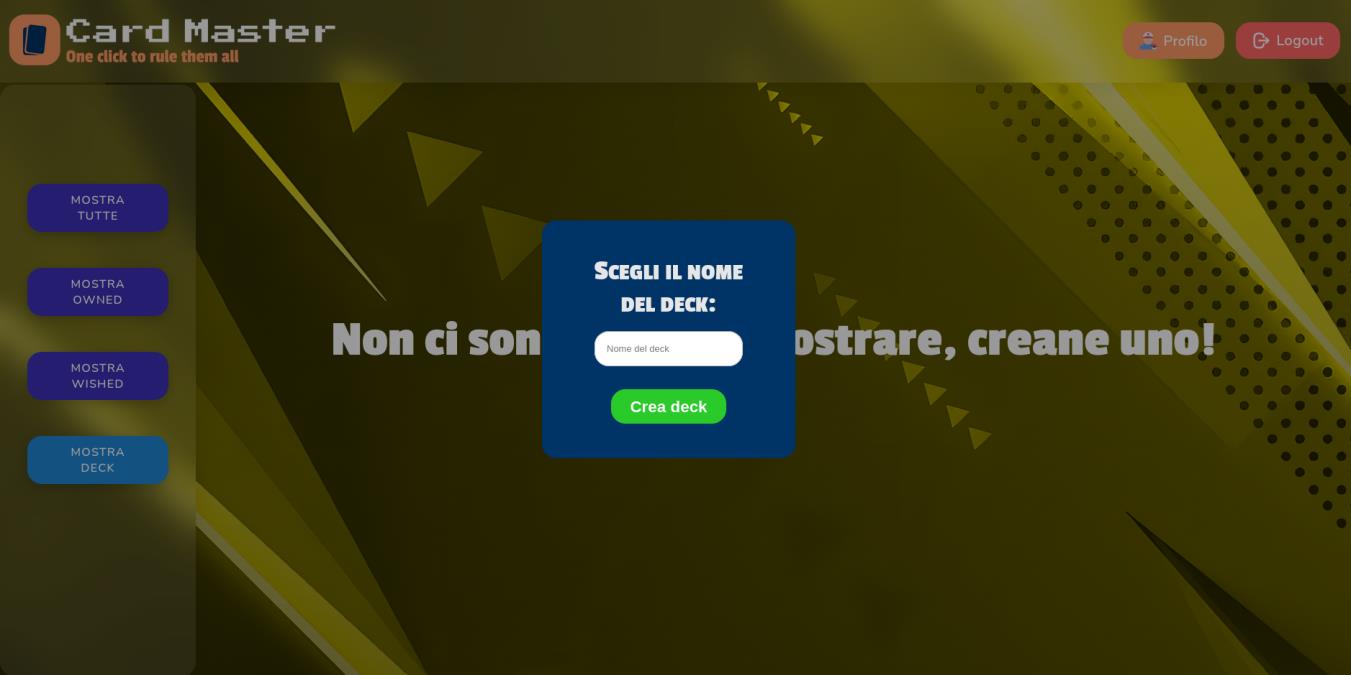 Card Master
One click to rule them all
Profilo
Logout
MOSTRA
TUTTE
MOSTRA
OWNED
MOSTRA
WISHED
MOSTRA
DECK
Scegli il nome
del deck:
Nome del deck
Crea deck
Non ci son ostrare, creane uno!